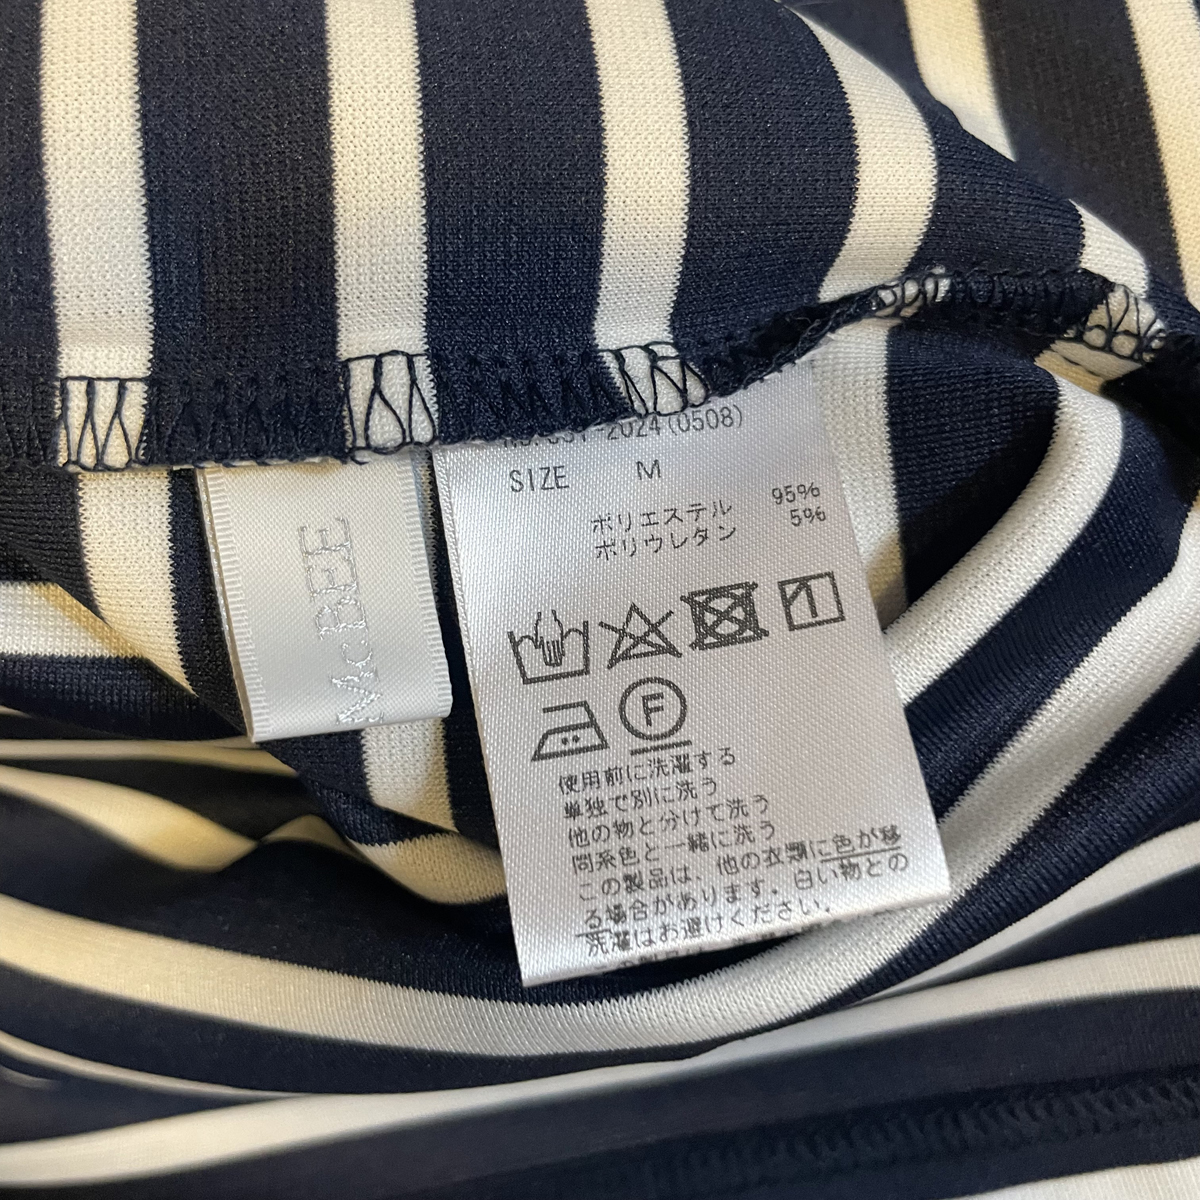 2024(0508)
SIZE M
ポリエステル 95%
ポリウレタン 5%
F
使用前に洗濯する
単独で別に洗う
他の物と分けて洗う
同系色と一緒に洗う
この製品は、他の衣類に色が移
る場合があります。白い物との
洗濯はお避けください。
McBEE